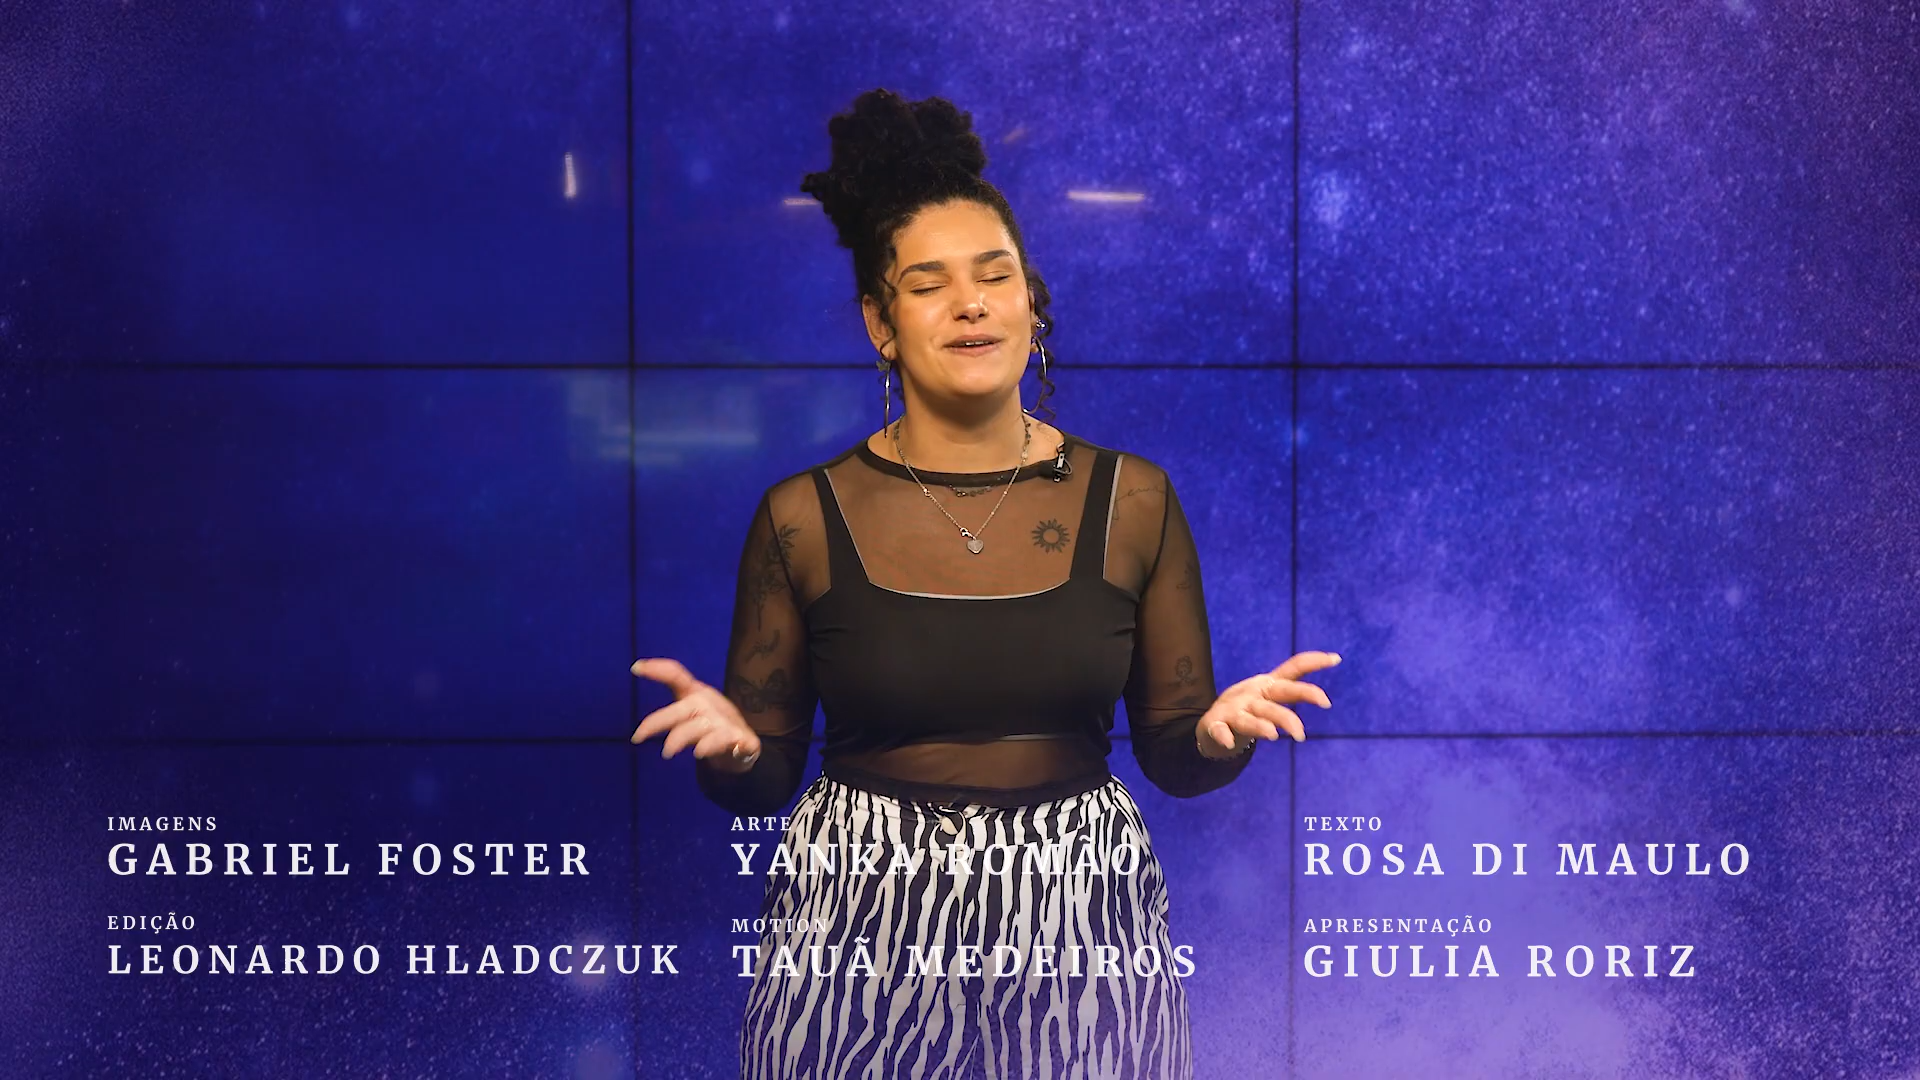 IMAGENS
GABRIEL FOSTER
EDIÇÃO
LEONARDO HLADCZUK
ARTE
YANKA ROMÃO
MOTION
TAUÃ MEDEIROS
TEXTO
ROSA DI MAULO
APRESENTAÇÃO
GIULIA RORIZ